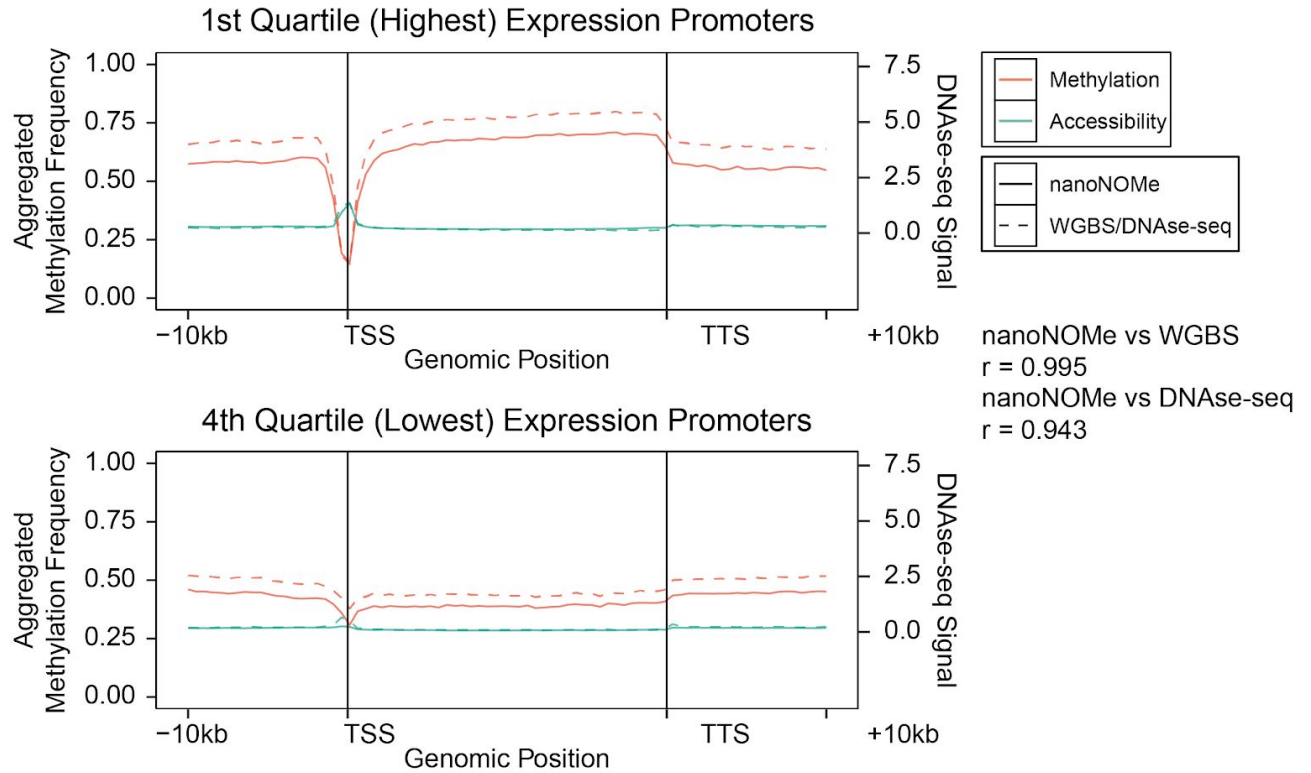 1st Quartile (Highest) Expression Promoters
Aggregated
Methylation Frequency
1.00
0.75
0.50
0.25
0.00
7.5
5.0
2.5
0.0
DNAse-seq Signal
−10kb
TSS
TTS
+10kb
Genomic Position
Methylation
Accessibility
nanoNOMe
WGBS/DNAse-seq
nanoNOMe vs WGBS
r = 0.995
nanoNOMe vs DNAse-seq
r = 0.943
4th Quartile (Lowest) Expression Promoters
Aggregated
Methylation Frequency
1.00
0.75
0.50
0.25
0.00
7.5
5.0
2.5
0.0
DNAse-seq Signal
−10kb
TSS
TTS
+10kb
Genomic Position